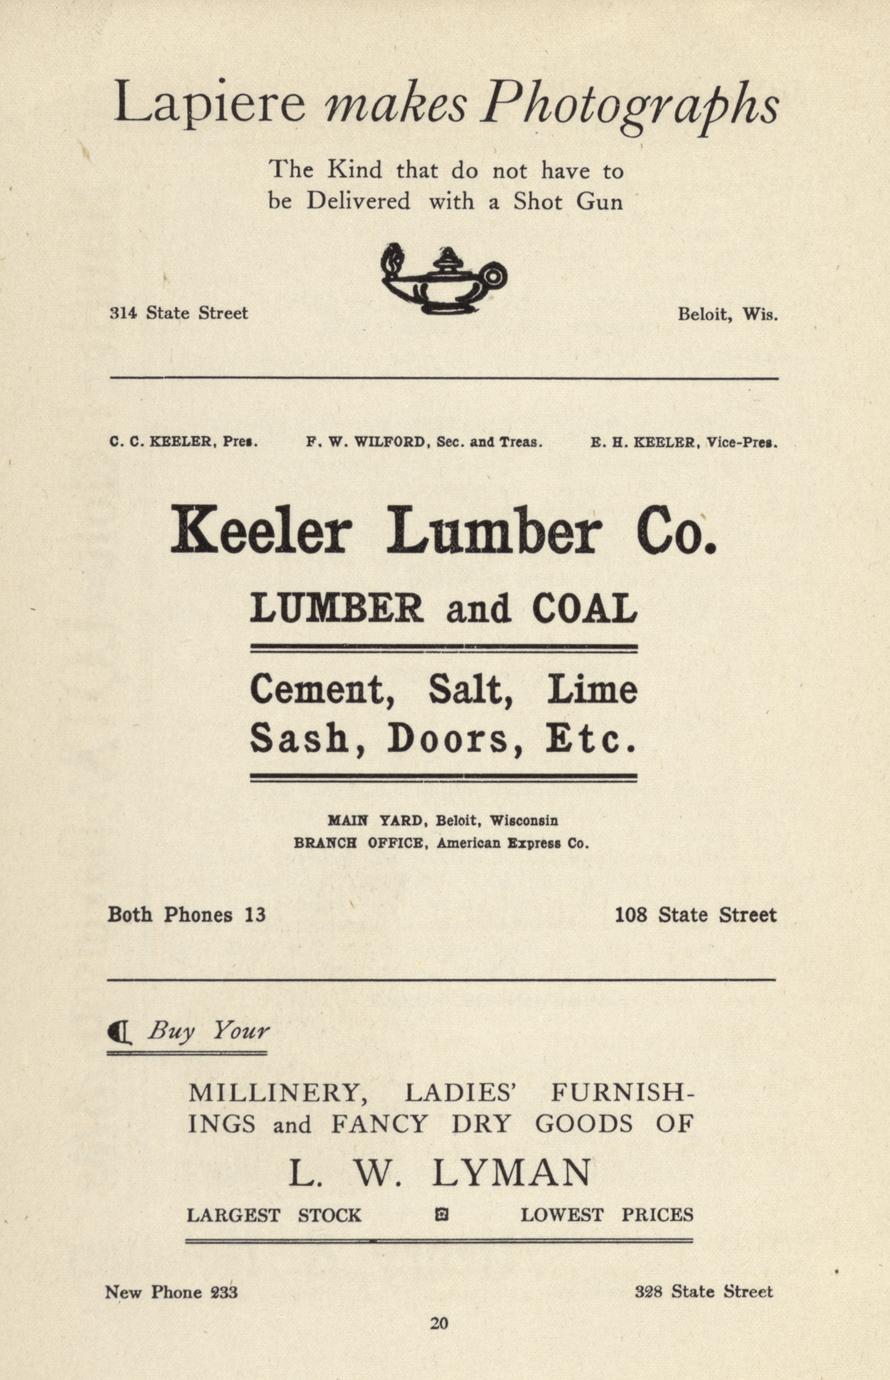 Lapiere makes Photographs
The Kind that do not have to
be Delivered with a Shot Gun
314 State Street Beloit, Wis.
C. C. KEELER, Pres. F. W. WILFORD, Sec. and Treas. E. H. KEELER, Vice-Pres.
Keeler Lumber Co.
LUMBER and COAL
Cement, Salt, Lime
Sash, Doors, Etc.
MAIN YARD, Beloit, Wisconsin
BRANCH OFFICE, American Express Co.
Both Phones 13 108 State Street
Buy Your
MILLINERY, LADIES' FURNISH-
INGS and FANCY DRY GOODS OF
L. W. LYMAN
LARGEST STOCK LOWEST PRICES
New Phone 233 328 State Street
20